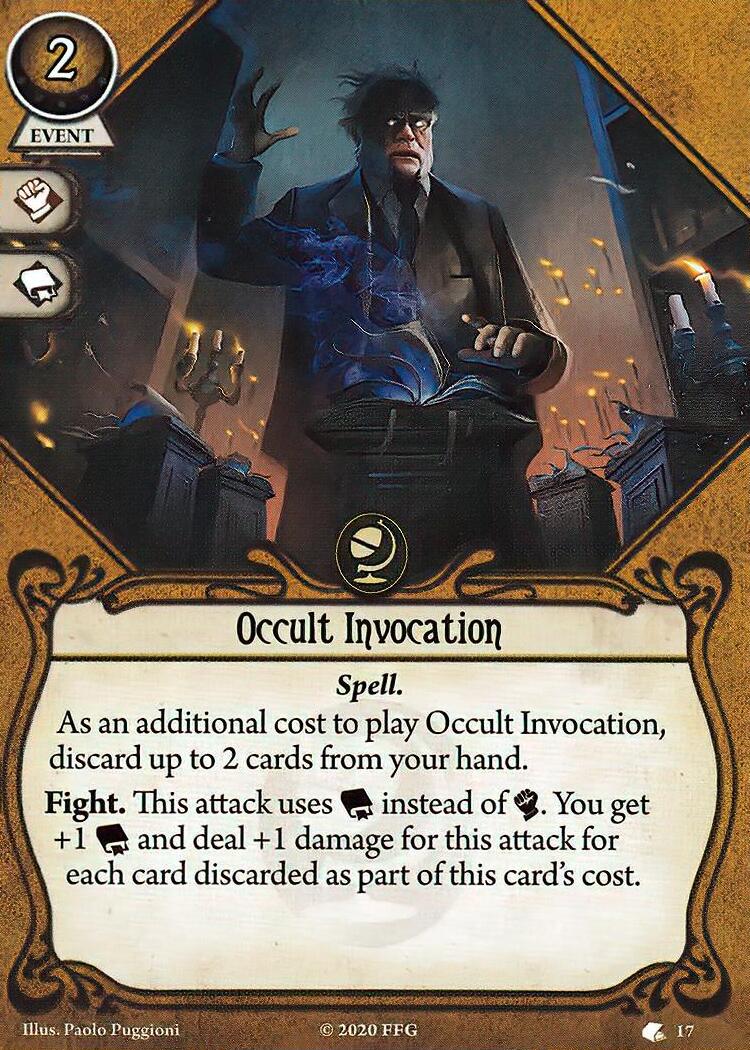 2
EVENT
Occult Invocation
Spell.
As an additional cost to play Occult Invocation,
discard up to 2 cards from your hand.
Fight. This attack uses instead of . You get
+1 and deal +1 damage for this attack for
each card discarded as part of this card's cost.
Illus. Paolo Puggioni © 2020 FFG 17